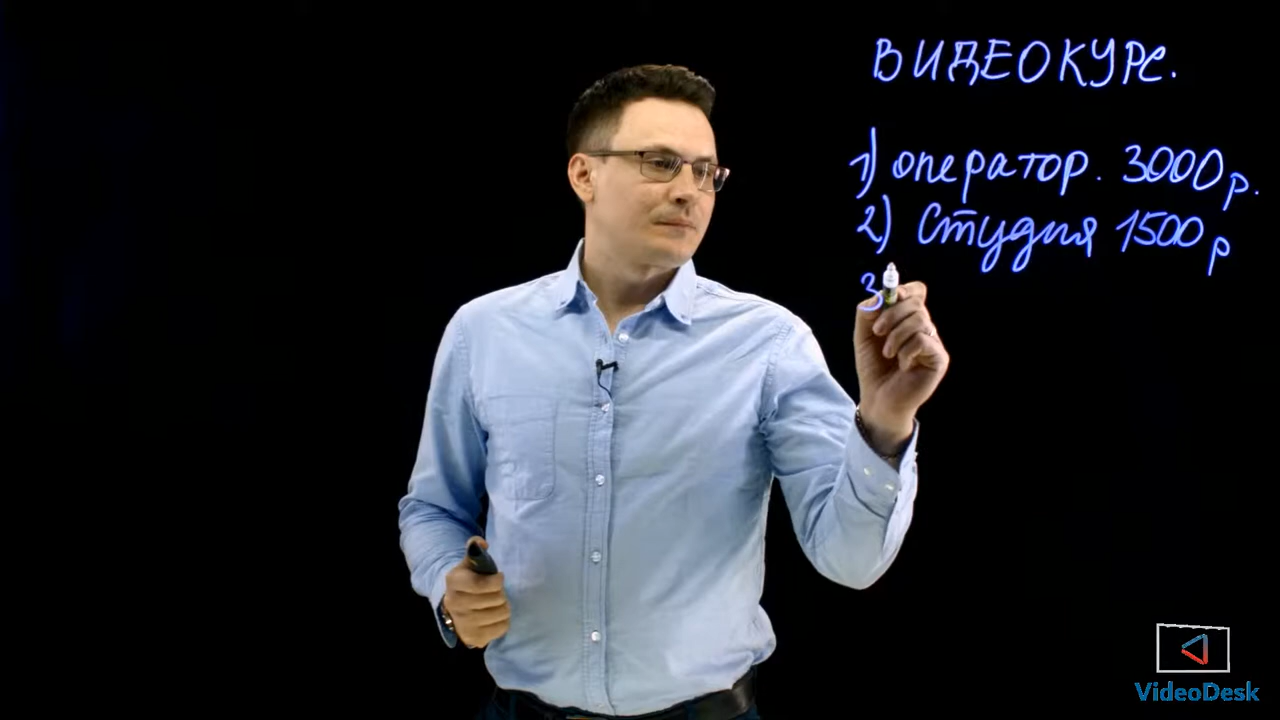 ВИДЕОКУРС.
1) оператор. 3000 р.
2) Студия 1500 р
3
VideoDesk